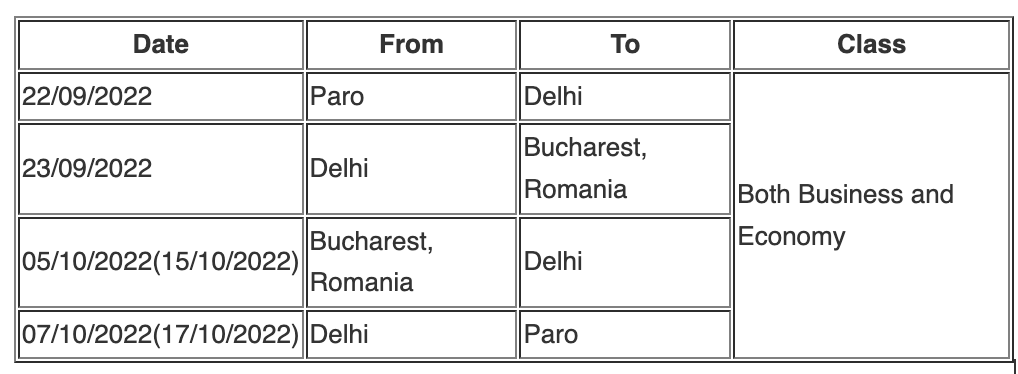 Date From To Class
22/09/2022 Paro Delhi
23/09/2022 Delhi Bucharest,
Romania
Both Business and
Economy
05/10/2022(15/10/2022) Bucharest,
Romania Delhi
07/10/2022(17/10/2022) Delhi Paro